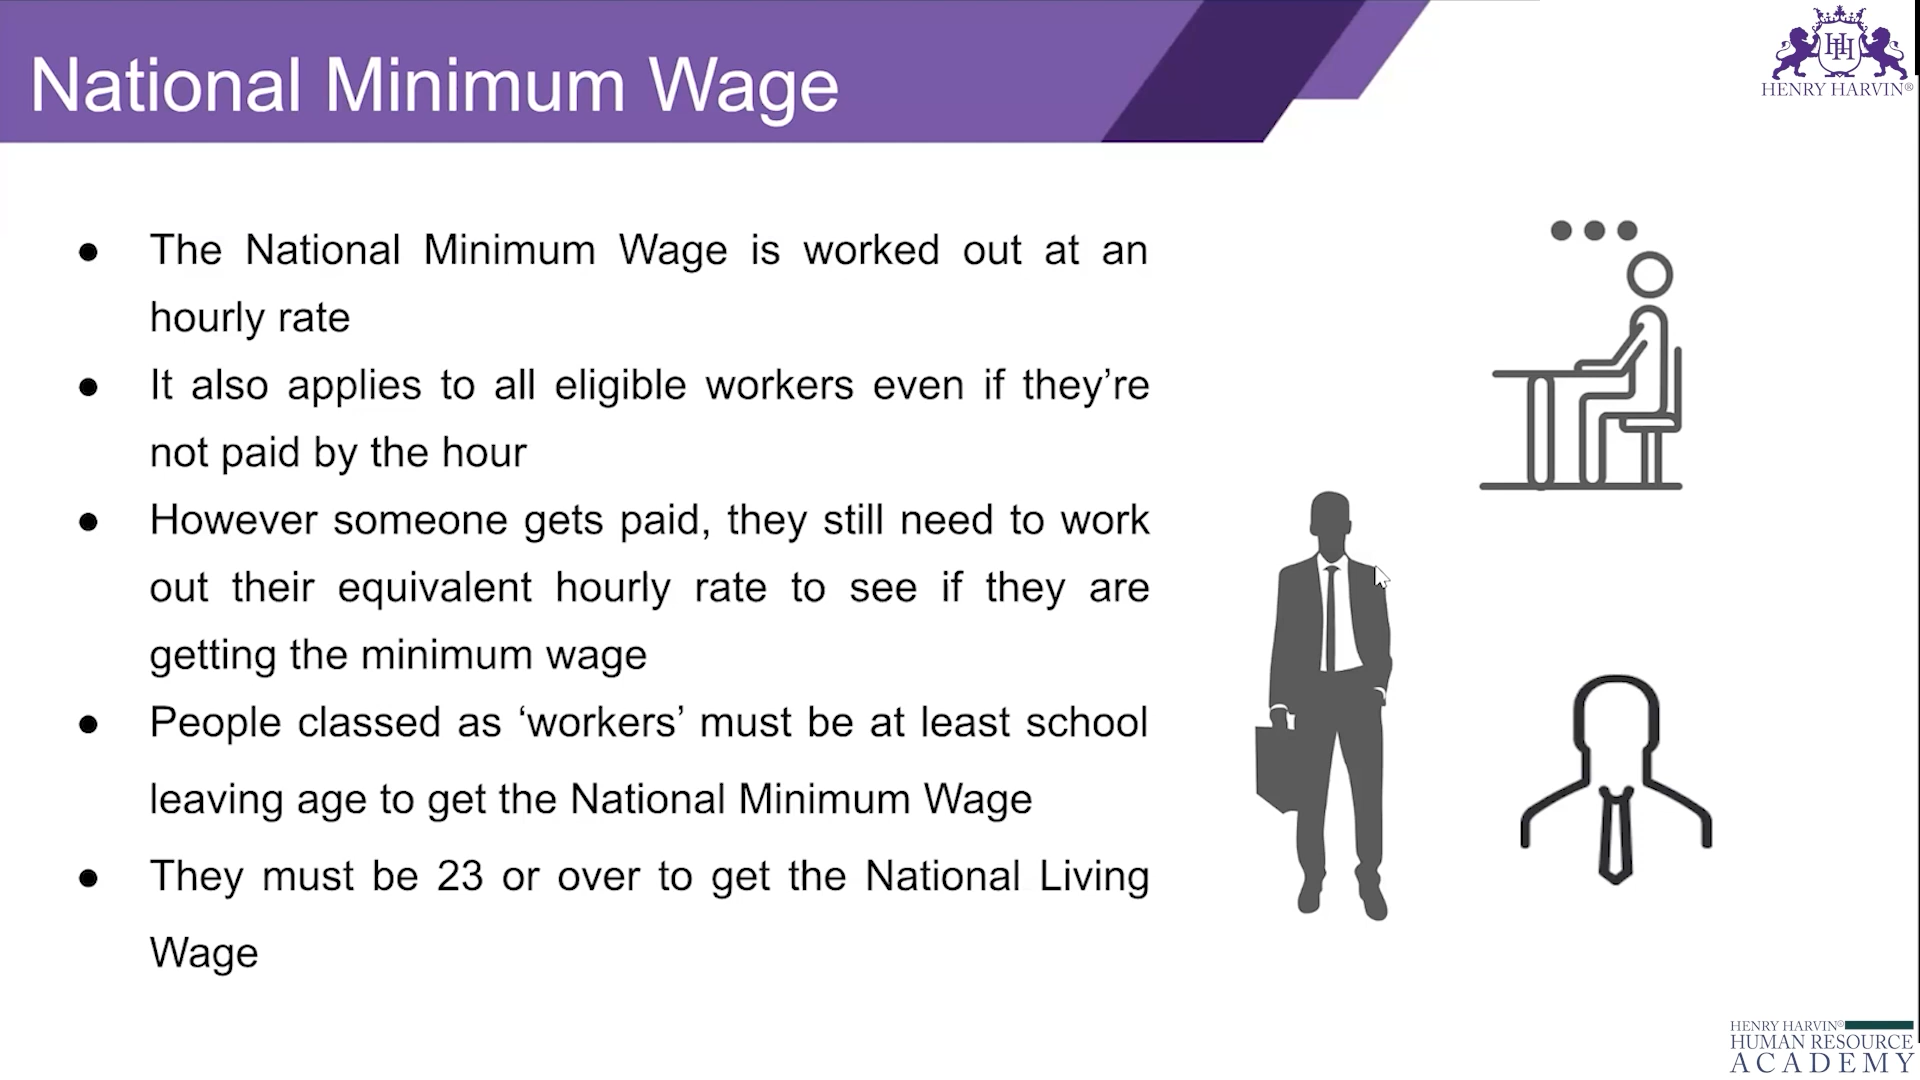 National Minimum Wage
HENRY HARVIN®
● The National Minimum Wage is worked out at an
hourly rate
● It also applies to all eligible workers even if they’re
not paid by the hour
● However someone gets paid, they still need to work
out their equivalent hourly rate to see if they are
getting the minimum wage
● People classed as ‘workers’ must be at least school
leaving age to get the National Minimum Wage
● They must be 23 or over to get the National Living
Wage
HENRY HARVIN®
HUMAN RESOURCE
ACADEMY